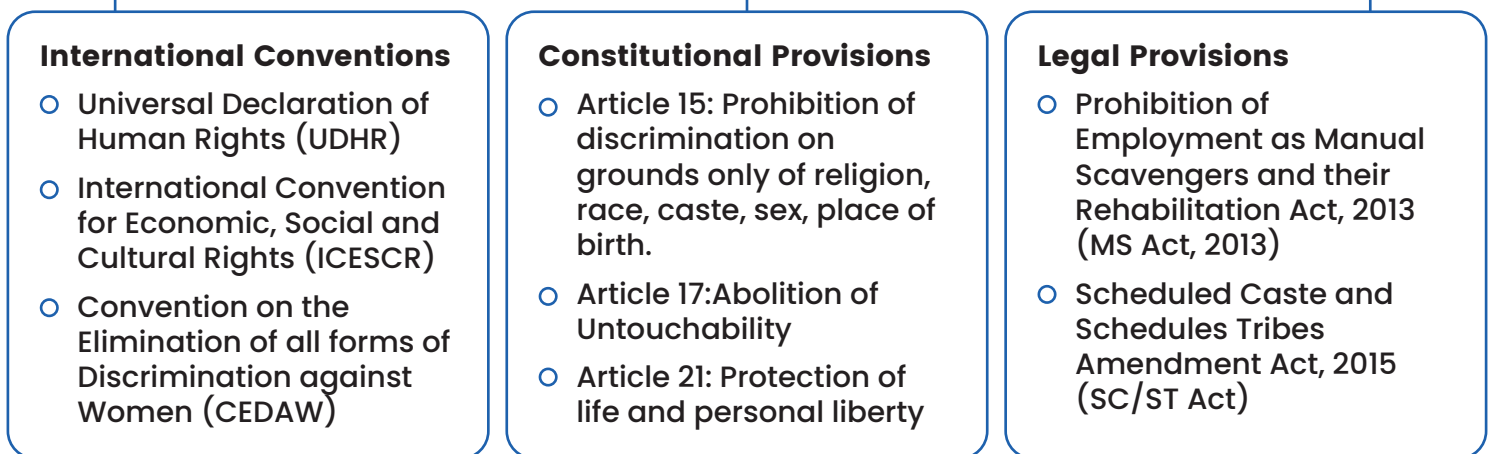 International Conventions
Universal Declaration of
Human Rights (UDHR)
International Convention
for Economic, Social and
Cultural Rights (ICESCR)
Convention on the
Elimination of all forms of
Discrimination against
Women (CEDAW)
Constitutional Provisions
Article 15: Prohibition of
discrimination on
grounds only of religion,
race, caste, sex, place of
birth.
Article 17:Abolition of
Untouchability
Article 21: Protection of
life and personal liberty
Legal Provisions
Prohibition of
Employment as Manual
Scavengers and their
Rehabilitation Act, 2013
(MS Act, 2013)
Scheduled Caste and
Schedules Tribes
Amendment Act, 2015
(SC/ST Act)